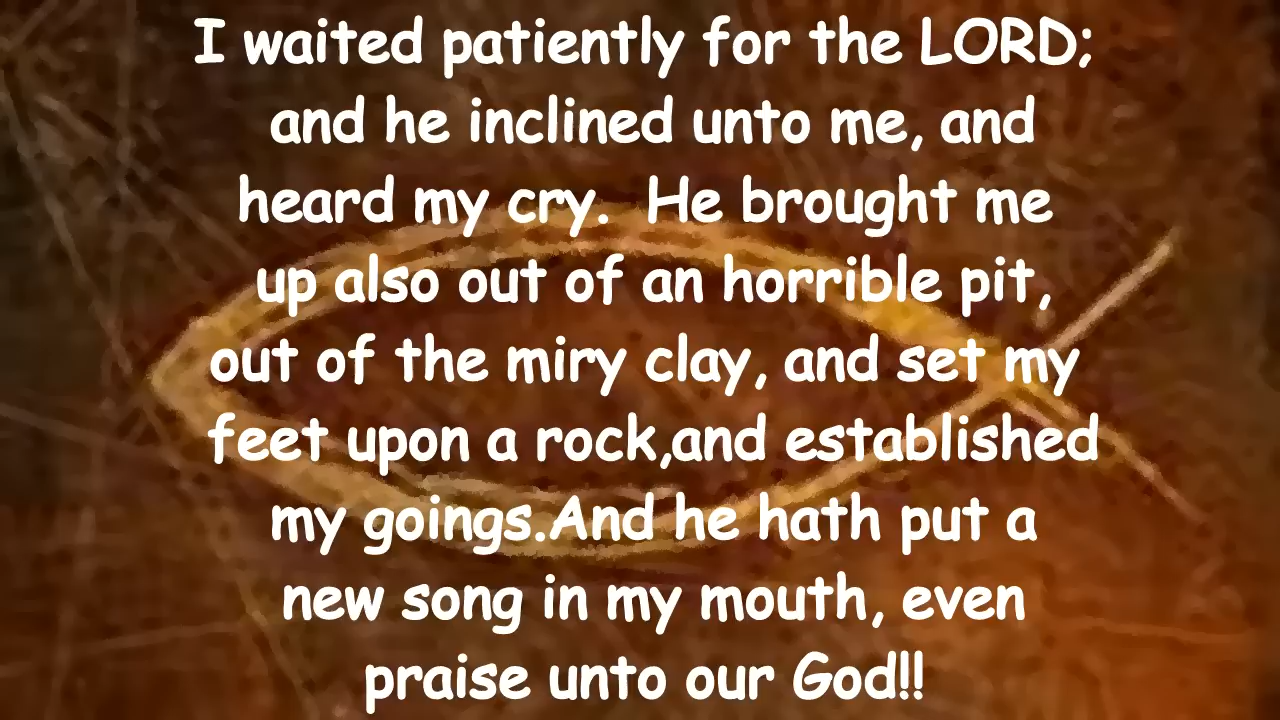 I waited patiently for the LORD;
and he inclined unto me, and
heard my cry.  He brought me
up also out of an horrible pit,
out of the miry clay, and set my
feet upon a rock,and established
my goings.And he hath put a
new song in my mouth, even
praise unto our God!!